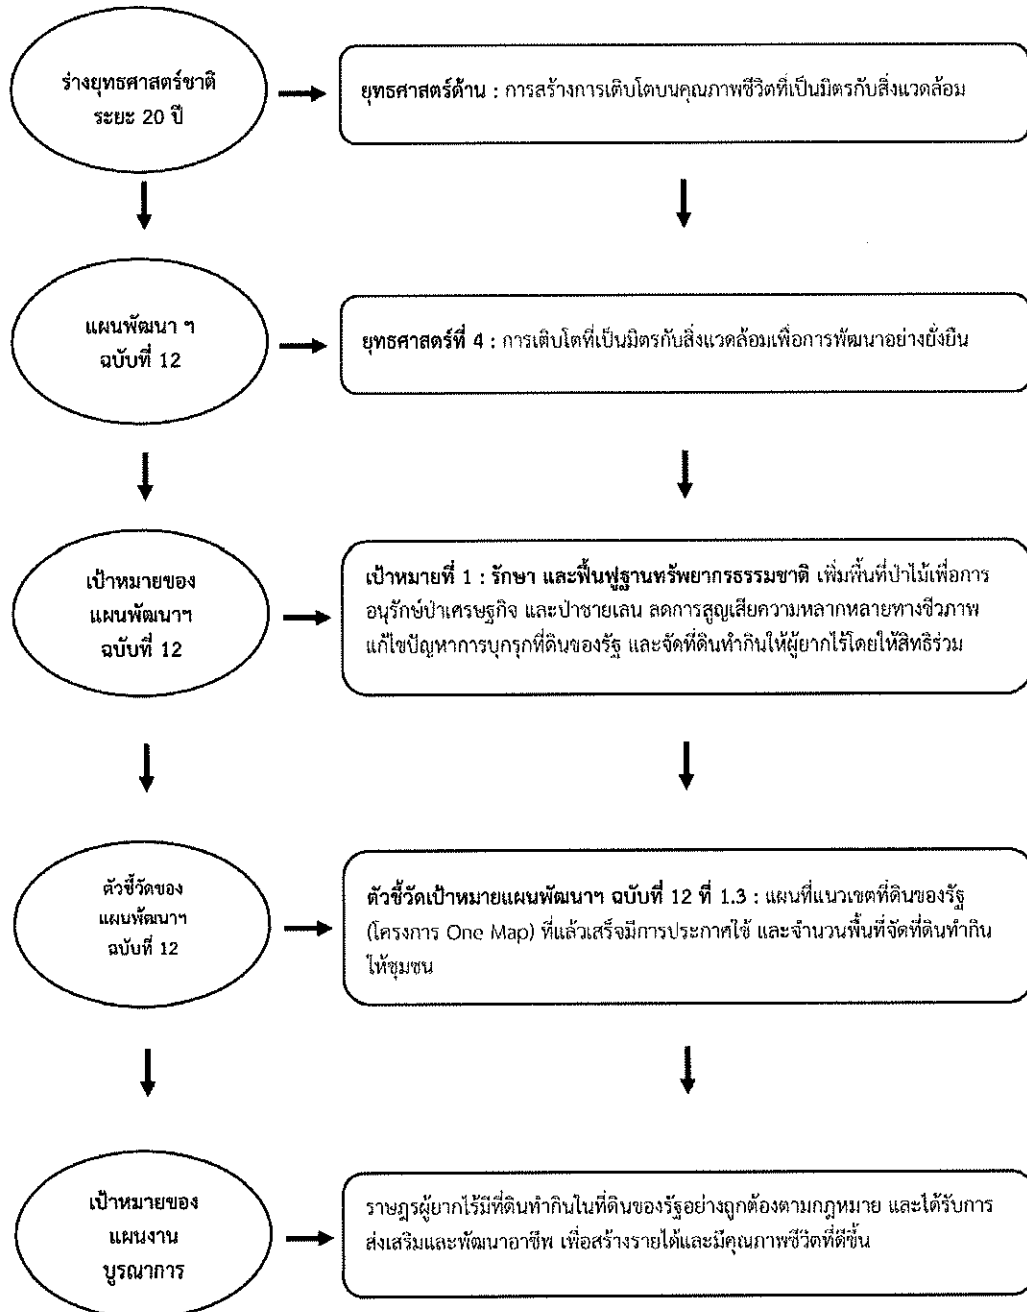 ร่างยุทธศาสตร์ชาติ
ระยะ 20 ปี
ยุทธศาสตร์ด้าน : การสร้างการเติบโตบนคุณภาพชีวิตที่เป็นมิตรกับสิ่งแวดล้อม
แผนพัฒนา ฯ
ฉบับที่ 12
ยุทธศาสตร์ที่ 4 : การเติบโตที่เป็นมิตรกับสิ่งแวดล้อมเพื่อการพัฒนาอย่างยั่งยืน
เป้าหมายของ
แผนพัฒนาฯ
ฉบับที่ 12
เป้าหมายที่ 1 : รักษา และฟื้นฟูฐานทรัพยากรธรรมชาติ เพิ่มพื้นที่ป่าไม้เพื่อการ
อนุรักษ์ป่าเศรษฐกิจ และป่าชายเลน ลดการสูญเสียความหลากหลายทางชีวภาพ
แก้ไขปัญหาการบุกรุกที่ดินของรัฐ และจัดที่ดินทำกินให้ผู้ยากไร้โดยให้สิทธิร่วม
ตัวชี้วัดของ
แผนพัฒนาฯ
ฉบับที่ 12
ตัวชี้วัดเป้าหมายแผนพัฒนาฯ ฉบับที่ 12 ที่ 1.3 : แผนที่แนวเขตที่ดินของรัฐ
(โครงการ One Map) ที่แล้วเสร็จมีการประกาศใช้ และจำนวนพื้นที่จัดที่ดินทำกิน
ให้ชุมชน
เป้าหมายของ
แผนงาน
บูรณาการ
ราษฎรผู้ยากไร้มีที่ดินทำกินในที่ดินของรัฐอย่างถูกต้องตามกฎหมาย และได้รับการ
ส่งเสริมและพัฒนาอาชีพ เพื่อสร้างรายได้และมีคุณภาพชีวิตที่ดีขึ้น